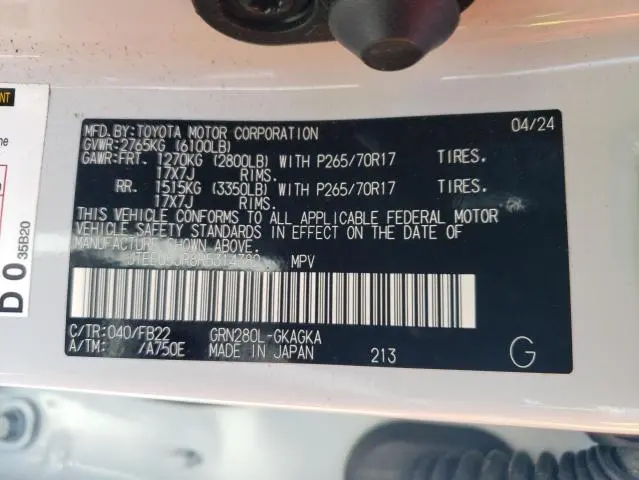 MFD.BY:TOYOTA MOTOR CORPORATION 04/24
GVWR:2765KG (6100LB)
GAWR:FRT. 1270KG (2800LB) WITH P265/70R17 TIRES.
17X7J RIMS.
RR. 1515KG (3350LB) WITH P265/70R17 TIRES.
17X7J RIMS.
THIS VEHICLE CONFORMS TO ALL APPLICABLE FEDERAL MOTOR
VEHICLE SAFETY STANDARDS IN EFFECT ON THE DATE OF
MANUFACTURE SHOWN ABOVE.
MPV
C/TR:040/FB22 GRN280L-GKAGKA
A/TM: /A750E MADE IN JAPAN 213 G
D0
35B20